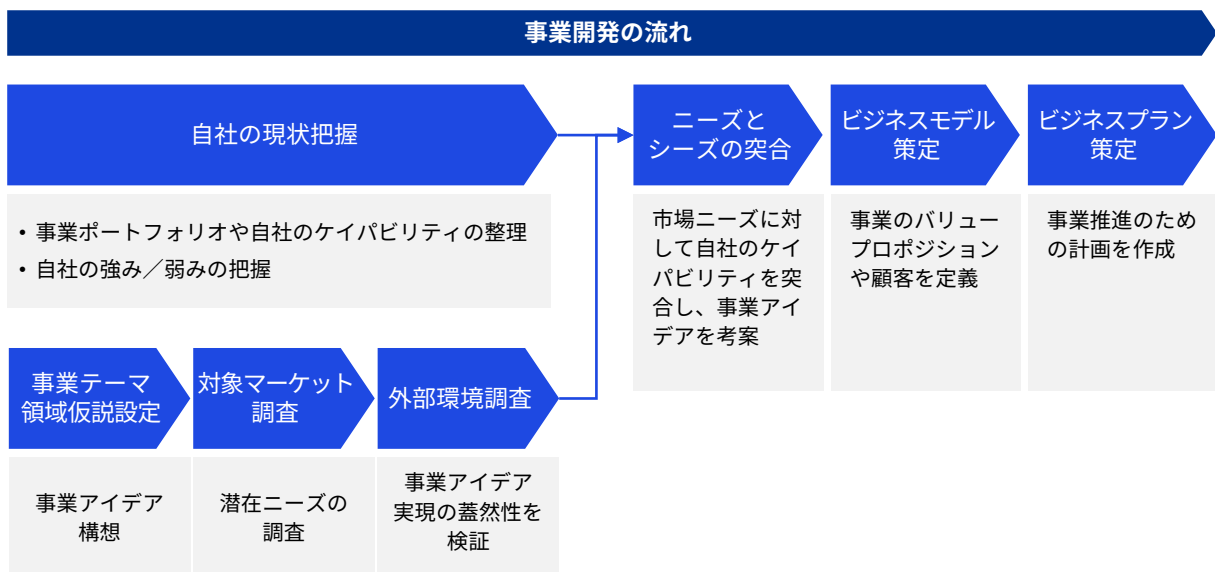 事業開発の流れ
自社の現状把握
• 事業ポートフォリオや自社のケイパビリティの整理
• 自社の強み／弱みの把握
事業テーマ
領域仮説設定
事業アイデア
構想
対象マーケット
調査
潜在ニーズの
調査
外部環境調査
事業アイデア
実現の蓋然性を
検証
ニーズと
シーズの突合
市場ニーズに対
して自社のケイ
パビリティを突
合し、事業アイ
デアを考案
ビジネスモデル
策定
事業のバリュー
プロポジション
や顧客を定義
ビジネスプラン
策定
事業推進のため
の計画を作成